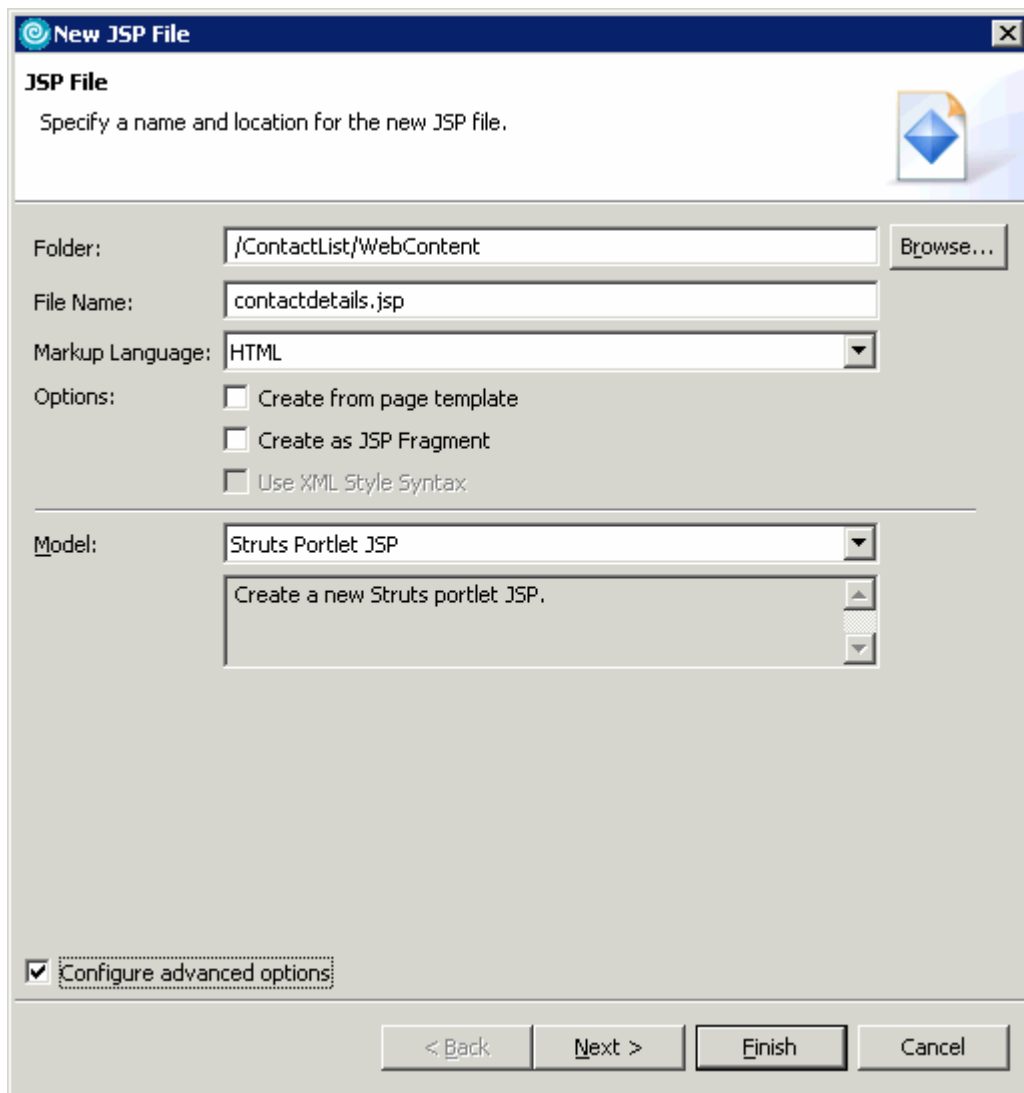 New JSP File
JSP File
Specify a name and location for the new JSP file.
Folder: /ContactList/WebContent Browse...
File Name: contactdetails.jsp
Markup Language: HTML
Options: Create from page template
Create as JSP Fragment
Use XML Style Syntax
Model: Struts Portlet JSP
Create a new Struts portlet JSP.
Configure advanced options
< Back Next > Finish Cancel